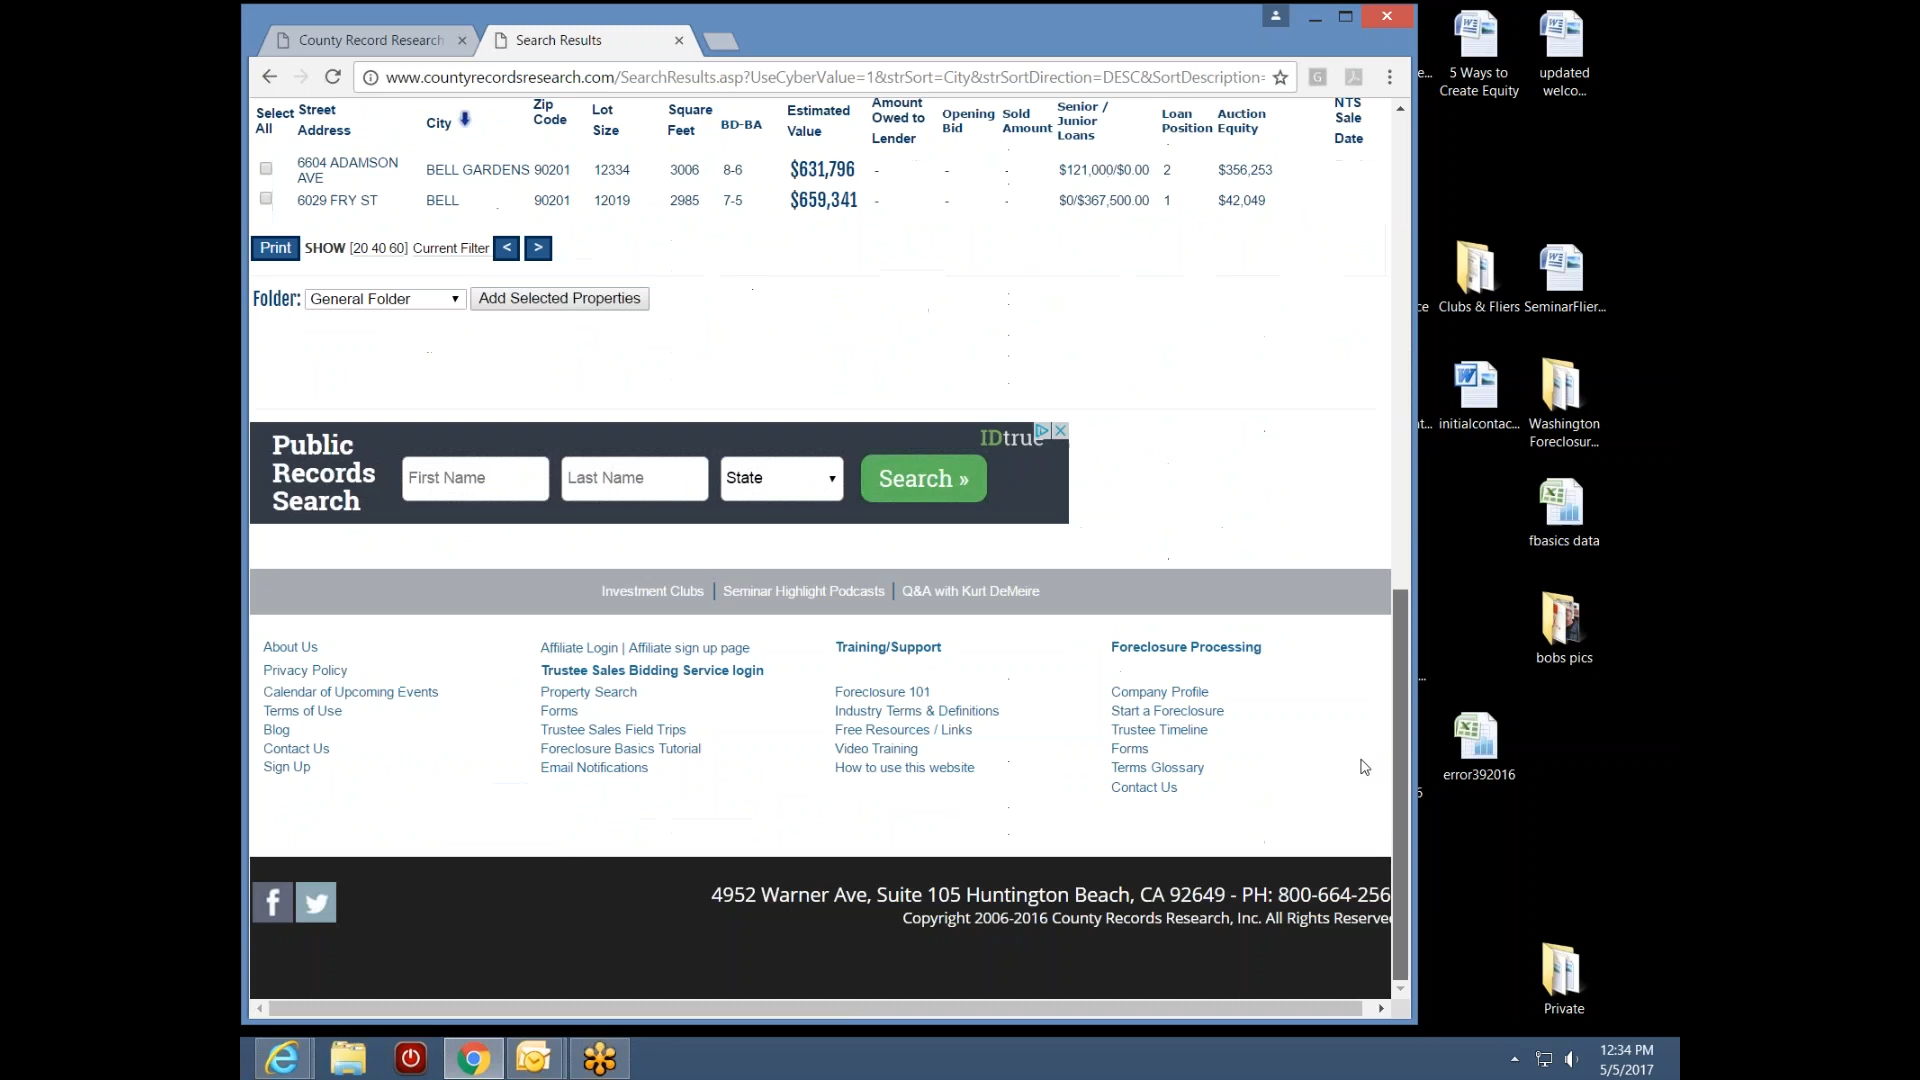 County Record Research
Search Results
www.countyrecordsresearch.com/SearchResults.asp?UseCyberValue=1&strSort=City&strSortDirection=DESC&SortDescription=
Select All
Street Address
City
Zip Code
Lot Size
Square Feet
BD-BA
Estimated Value
Amount Owed to Lender
Opening Bid
Sold Amount
Senior / Junior Loans
Loan Position
Auction Equity
NTS Sale Date
6604 ADAMSON AVE BELL GARDENS 90201 12334 3006 8-6 $631,796 - - - $121,000/$0.00 2 $356,253
6029 FRY ST BELL 90201 12019 2985 7-5 $659,341 - - - $0/$367,500.00 1 $42,049
Print SHOW [20 40 60] Current Filter < >
Folder: General Folder Add Selected Properties
Public
Records
Search
First Name
Last Name
State
Search »
IDtrue
Investment Clubs | Seminar Highlight Podcasts | Q&A with Kurt DeMeire
About Us
Privacy Policy
Calendar of Upcoming Events
Terms of Use
Blog
Contact Us
Sign Up
Affiliate Login | Affiliate sign up page
Trustee Sales Bidding Service login
Property Search
Forms
Trustee Sales Field Trips
Foreclosure Basics Tutorial
Email Notifications
Training/Support
Foreclosure 101
Industry Terms & Definitions
Free Resources / Links
Video Training
How to use this website
Foreclosure Processing
Company Profile
Start a Foreclosure
Trustee Timeline
Forms
Terms Glossary
Contact Us
4952 Warner Ave, Suite 105 Huntington Beach, CA 92649 - PH: 800-664-256
Copyright 2006-2016 County Records Research, Inc. All Rights Reserve
5 Ways to
Create Equity
updated
welco...
Clubs & Fliers
SeminarFlier...
initialcontac...
Washington
Foreclosur...
fbasics data
bobs pics
error392016
Private
12:34 PM
5/5/2017